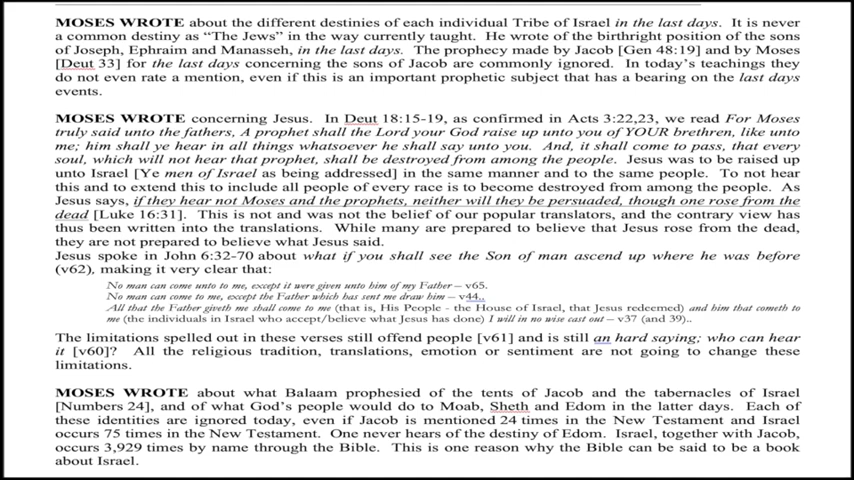 MOSES WROTE about the different destinies of each individual Tribe of Israel in the last days. It is never
a common destiny as “The Jews” in the way currently taught. He wrote of the birthright position of the sons
of Joseph, Ephraim and Manasseh, in the last days. The prophecy made by Jacob [Gen 48:19] and by Moses
[Deut 33] for the last days concerning the sons of Jacob are commonly ignored. In today’s teachings they
do not even rate a mention, even if this is an important prophetic subject that has a bearing on the last days
events.
MOSES WROTE concerning Jesus. In Deut 18:15-19, as confirmed in Acts 3:22,23, we read For Moses
truly said unto the fathers, A prophet shall the Lord your God raise up unto you of YOUR brethren, like unto
me; him shall ye hear in all things whatsoever he shall say unto you. And, it shall come to pass, that every
soul, which will not hear that prophet, shall be destroyed from among the people. Jesus was to be raised up
unto Israel [Ye men of Israel as being addressed] in the same manner and to the same people. To not hear
this and to extend this to include all people of every race is to become destroyed from among the people. As
Jesus says, if they hear not Moses and the prophets, neither will they be persuaded, though one rose from the
dead [Luke 16:31]. This is not and was not the belief of our popular translators, and the contrary view has
thus been written into the translations. While many are prepared to believe that Jesus rose from the dead,
they are not prepared to believe what Jesus said.
Jesus spoke in John 6:32-70 about what if you shall see the Son of man ascend up where he was before
(v62), making it very clear that:
No man can come unto to me, except it were given unto him of my Father – v65.
No man can come to me, except the Father which has sent me draw him – v44..
All that the Father giveth me shall come to me (that is, His People - the House of Israel, that Jesus redeemed) and him that cometh to
me (the individuals in Israel who accept/believe what Jesus has done) I will in no wise cast out – v37 (and 39)..
The limitations spelled out in these verses still offend people [v61] and is still an hard saying; who can hear
it [v60]? All the religious tradition, translations, emotion or sentiment are not going to change these
limitations.
MOSES WROTE about what Balaam prophesied of the tents of Jacob and the tabernacles of Israel
[Numbers 24], and of what God’s people would do to Moab, Sheth and Edom in the latter days. Each of
these identities are ignored today, even if Jacob is mentioned 24 times in the New Testament and Israel
occurs 75 times in the New Testament. One never hears of the destiny of Edom. Israel, together with Jacob,
occurs 3,929 times by name through the Bible. This is one reason why the Bible can be said to be a book
about Israel.